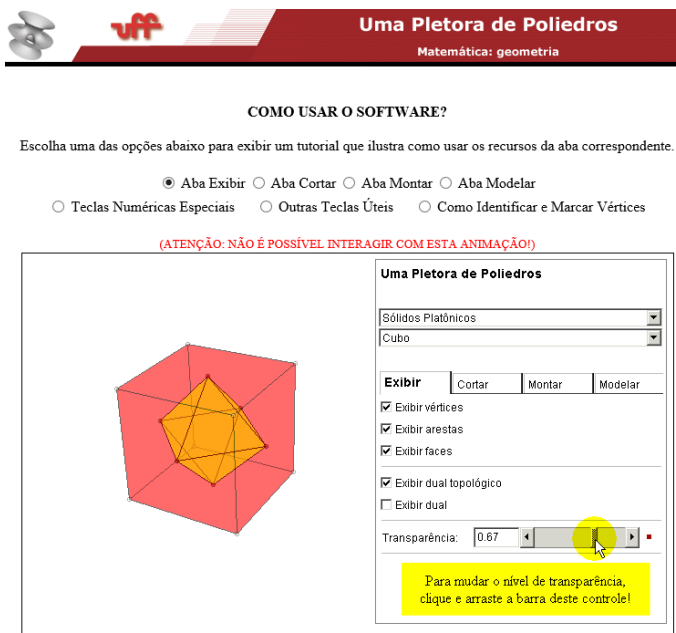 uff
Uma Pletora de Poliedros
Matemática: geometria
COMO USAR O SOFTWARE?
Escolha uma das opções abaixo para exibir um tutorial que ilustra como usar os recursos da aba correspondente.
Aba Exibir Aba Cortar Aba Montar Aba Modelar
Teclas Numéricas Especiais Outras Teclas Úteis Como Identificar e Marcar Vértices
(ATENÇÃO: NÃO É POSSÍVEL INTERAGIR COM ESTA ANIMAÇÃO!)
Uma Pletora de Poliedros
Sólidos Platônicos
Cubo
Exibir Cortar Montar Modelar
Exibir vértices
Exibir arestas
Exibir faces
Exibir dual topológico
Exibir dual
Transparência: 0.67
Para mudar o nível de transparência,
clique e arraste a barra deste controle!